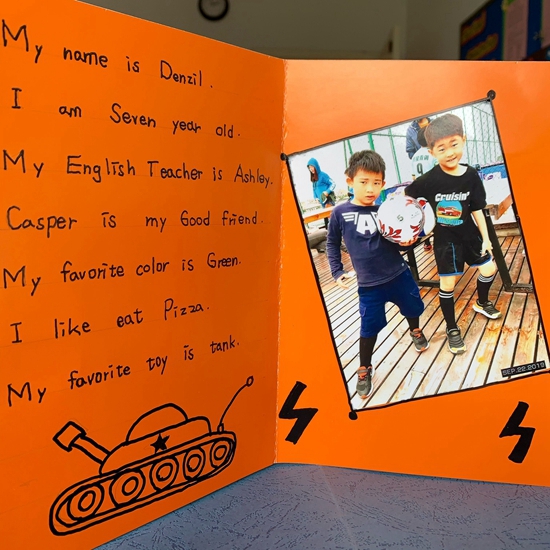 My name is Denzil.
I am Seven year old.
My English Teacher is Ashley.
Casper is my Good friend.
My favorite color is Green.
I like eat Pizza.
My favorite toy is tank.
Cruisin'
SEP.22.2019